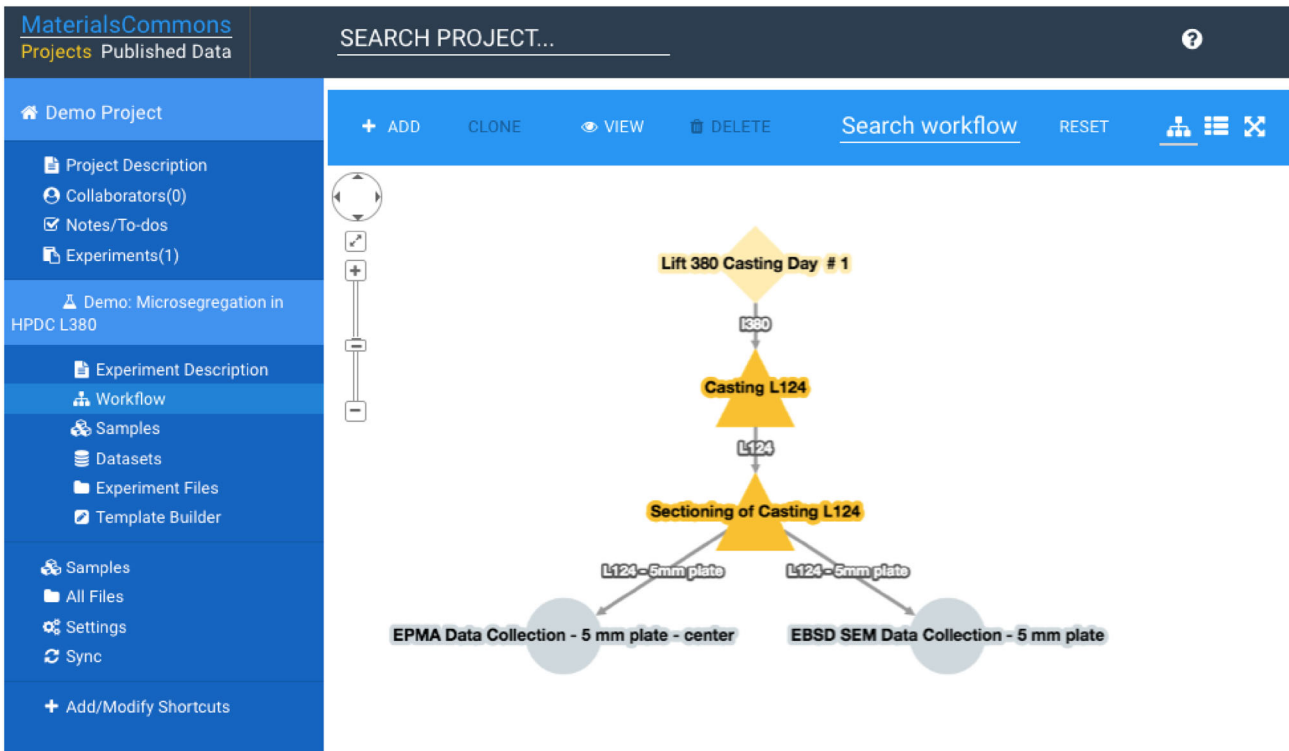 MaterialsCommons
Projects Published Data
SEARCH PROJECT...
Demo Project
Project Description
Collaborators(0)
Notes/To-dos
Experiments(1)
Demo: Microsegregation in
HPDC L380
Experiment Description
Workflow
Samples
Datasets
Experiment Files
Template Builder
Samples
All Files
Settings
Sync
Add/Modify Shortcuts
ADD CLONE VIEW DELETE Search workflow RESET
Lift 380 Casting Day # 1
l380
Casting L124
L124
Sectioning of Casting L124
L124 - 5mm plate L124 - 5mm plate
EPMA Data Collection - 5 mm plate - center EBSD SEM Data Collection - 5 mm plate